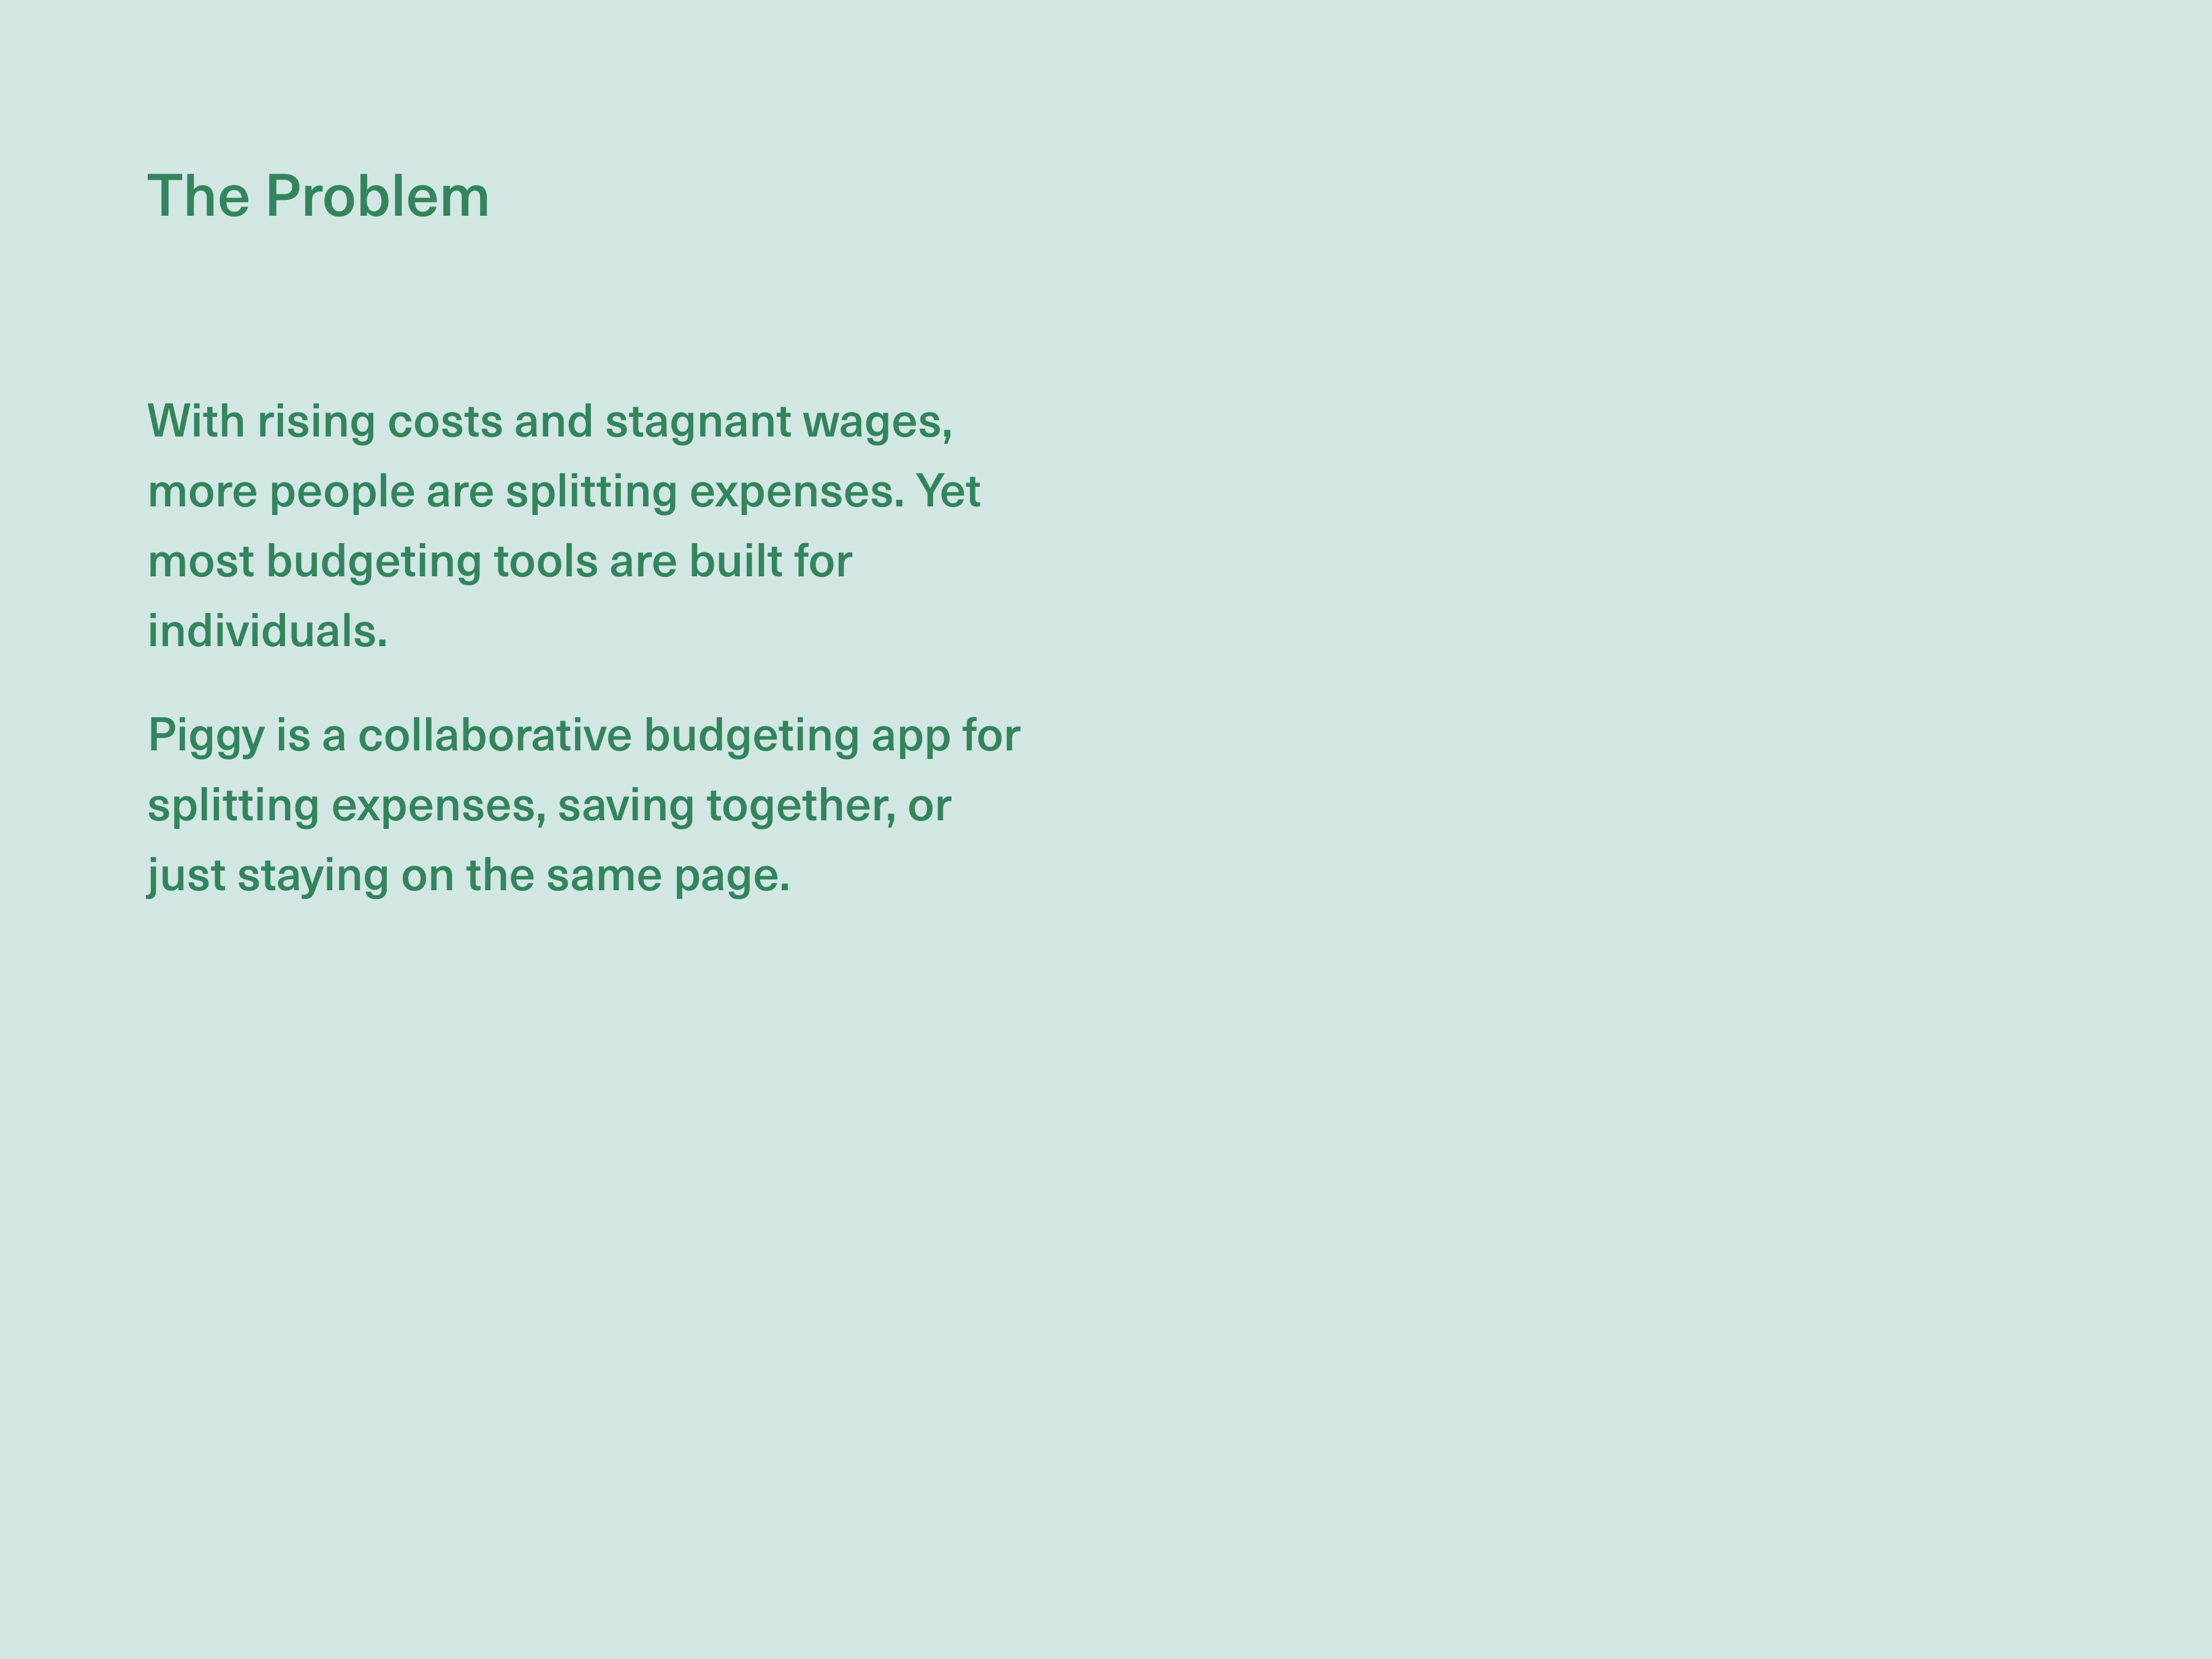 The Problem
With rising costs and stagnant wages,
more people are splitting expenses. Yet
most budgeting tools are built for
individuals.
Piggy is a collaborative budgeting app for
splitting expenses, saving together, or
just staying on the same page.